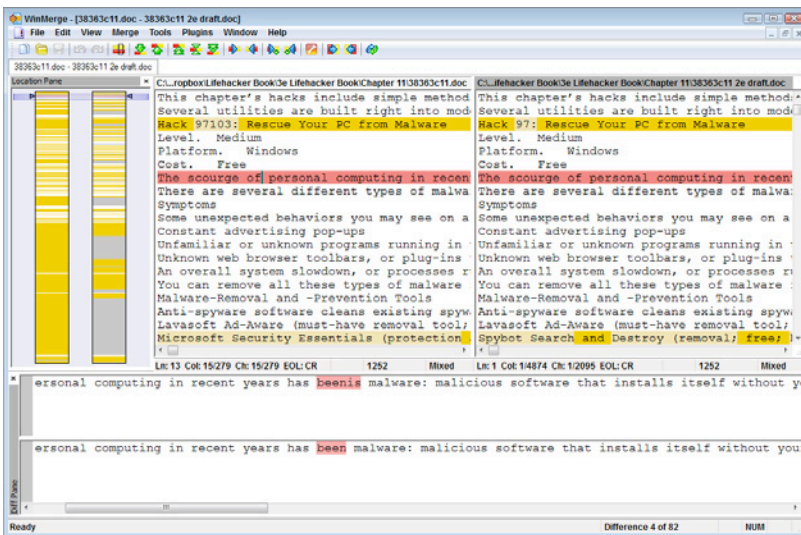 WinMerge - [38363c11.doc - 38363c11 2e draft.doc]
File Edit View Merge Tools Plugins Window Help
38363c11.doc - 38363c11 2e draft.doc
Location Pane
C:\...ropbox\Lifehacker Book\3e Lifehacker Book\Chapter 11\38363c11.doc
This chapter's hacks include simple method
Several utilities are built right into mod
Hack 97103: Rescue Your PC from Malware
Level. Medium
Platform. Windows
Cost. Free
The scourge of personal computing in recen
There are several different types of malwa
Symptoms
Some unexpected behaviors you may see on a
Constant advertising pop-ups
Unfamiliar or unknown programs running in
Unknown web browser toolbars, or plug-ins
An overall system slowdown, or processes r
You can remove all these types of malware
Malware-Removal and -Prevention Tools
Anti-spyware software cleans existing spyw
Lavasoft Ad-Aware (must-have removal tool;
Microsoft Security Essentials (protection
Ln: 13 Col: 15/279 Ch: 15/279 EOL: CR 1252 Mixed
C:\...ifehacker Book\3e Lifehacker Book\Chapter 11\38363c11 2e draft.doc
This chapter's hacks include simple method
Several utilities are built right into mod
Hack 97: Rescue Your PC from Malware
Level. Medium
Platform. Windows
Cost. Free
The scourge of personal computing in recen
There are several different types of malwa
Symptoms
Some unexpected behaviors you may see on a
Constant advertising pop-ups
Unfamiliar or unknown programs running in
Unknown web browser toolbars, or plug-ins
An overall system slowdown, or processes r
You can remove all these types of malware
Malware-Removal and -Prevention Tools
Anti-spyware software cleans existing spyw
Lavasoft Ad-Aware (must-have removal tool;
Spybot Search and Destroy (removal; free;
Ln: 1 Col: 1/4874 Ch: 1/2095 EOL: CR 1252 Mixed
ersonal computing in recent years has beenis malware: malicious software that installs itself without y
ersonal computing in recent years has been malware: malicious software that installs itself without you
Diff Pane
Ready Difference 4 of 82 NUM